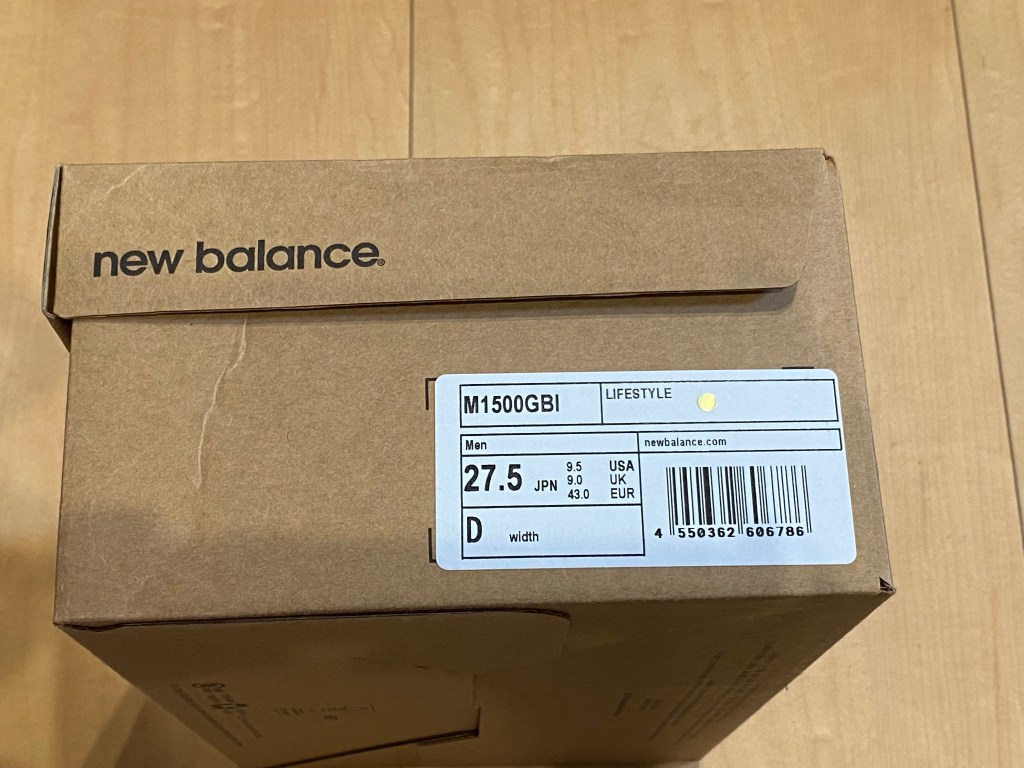 new balance®
M1500GBI
LIFESTYLE
Men
newbalance.com
27.5 JPN
9.5 USA
9.0 UK
43.0 EUR
D width
4 550362 606786